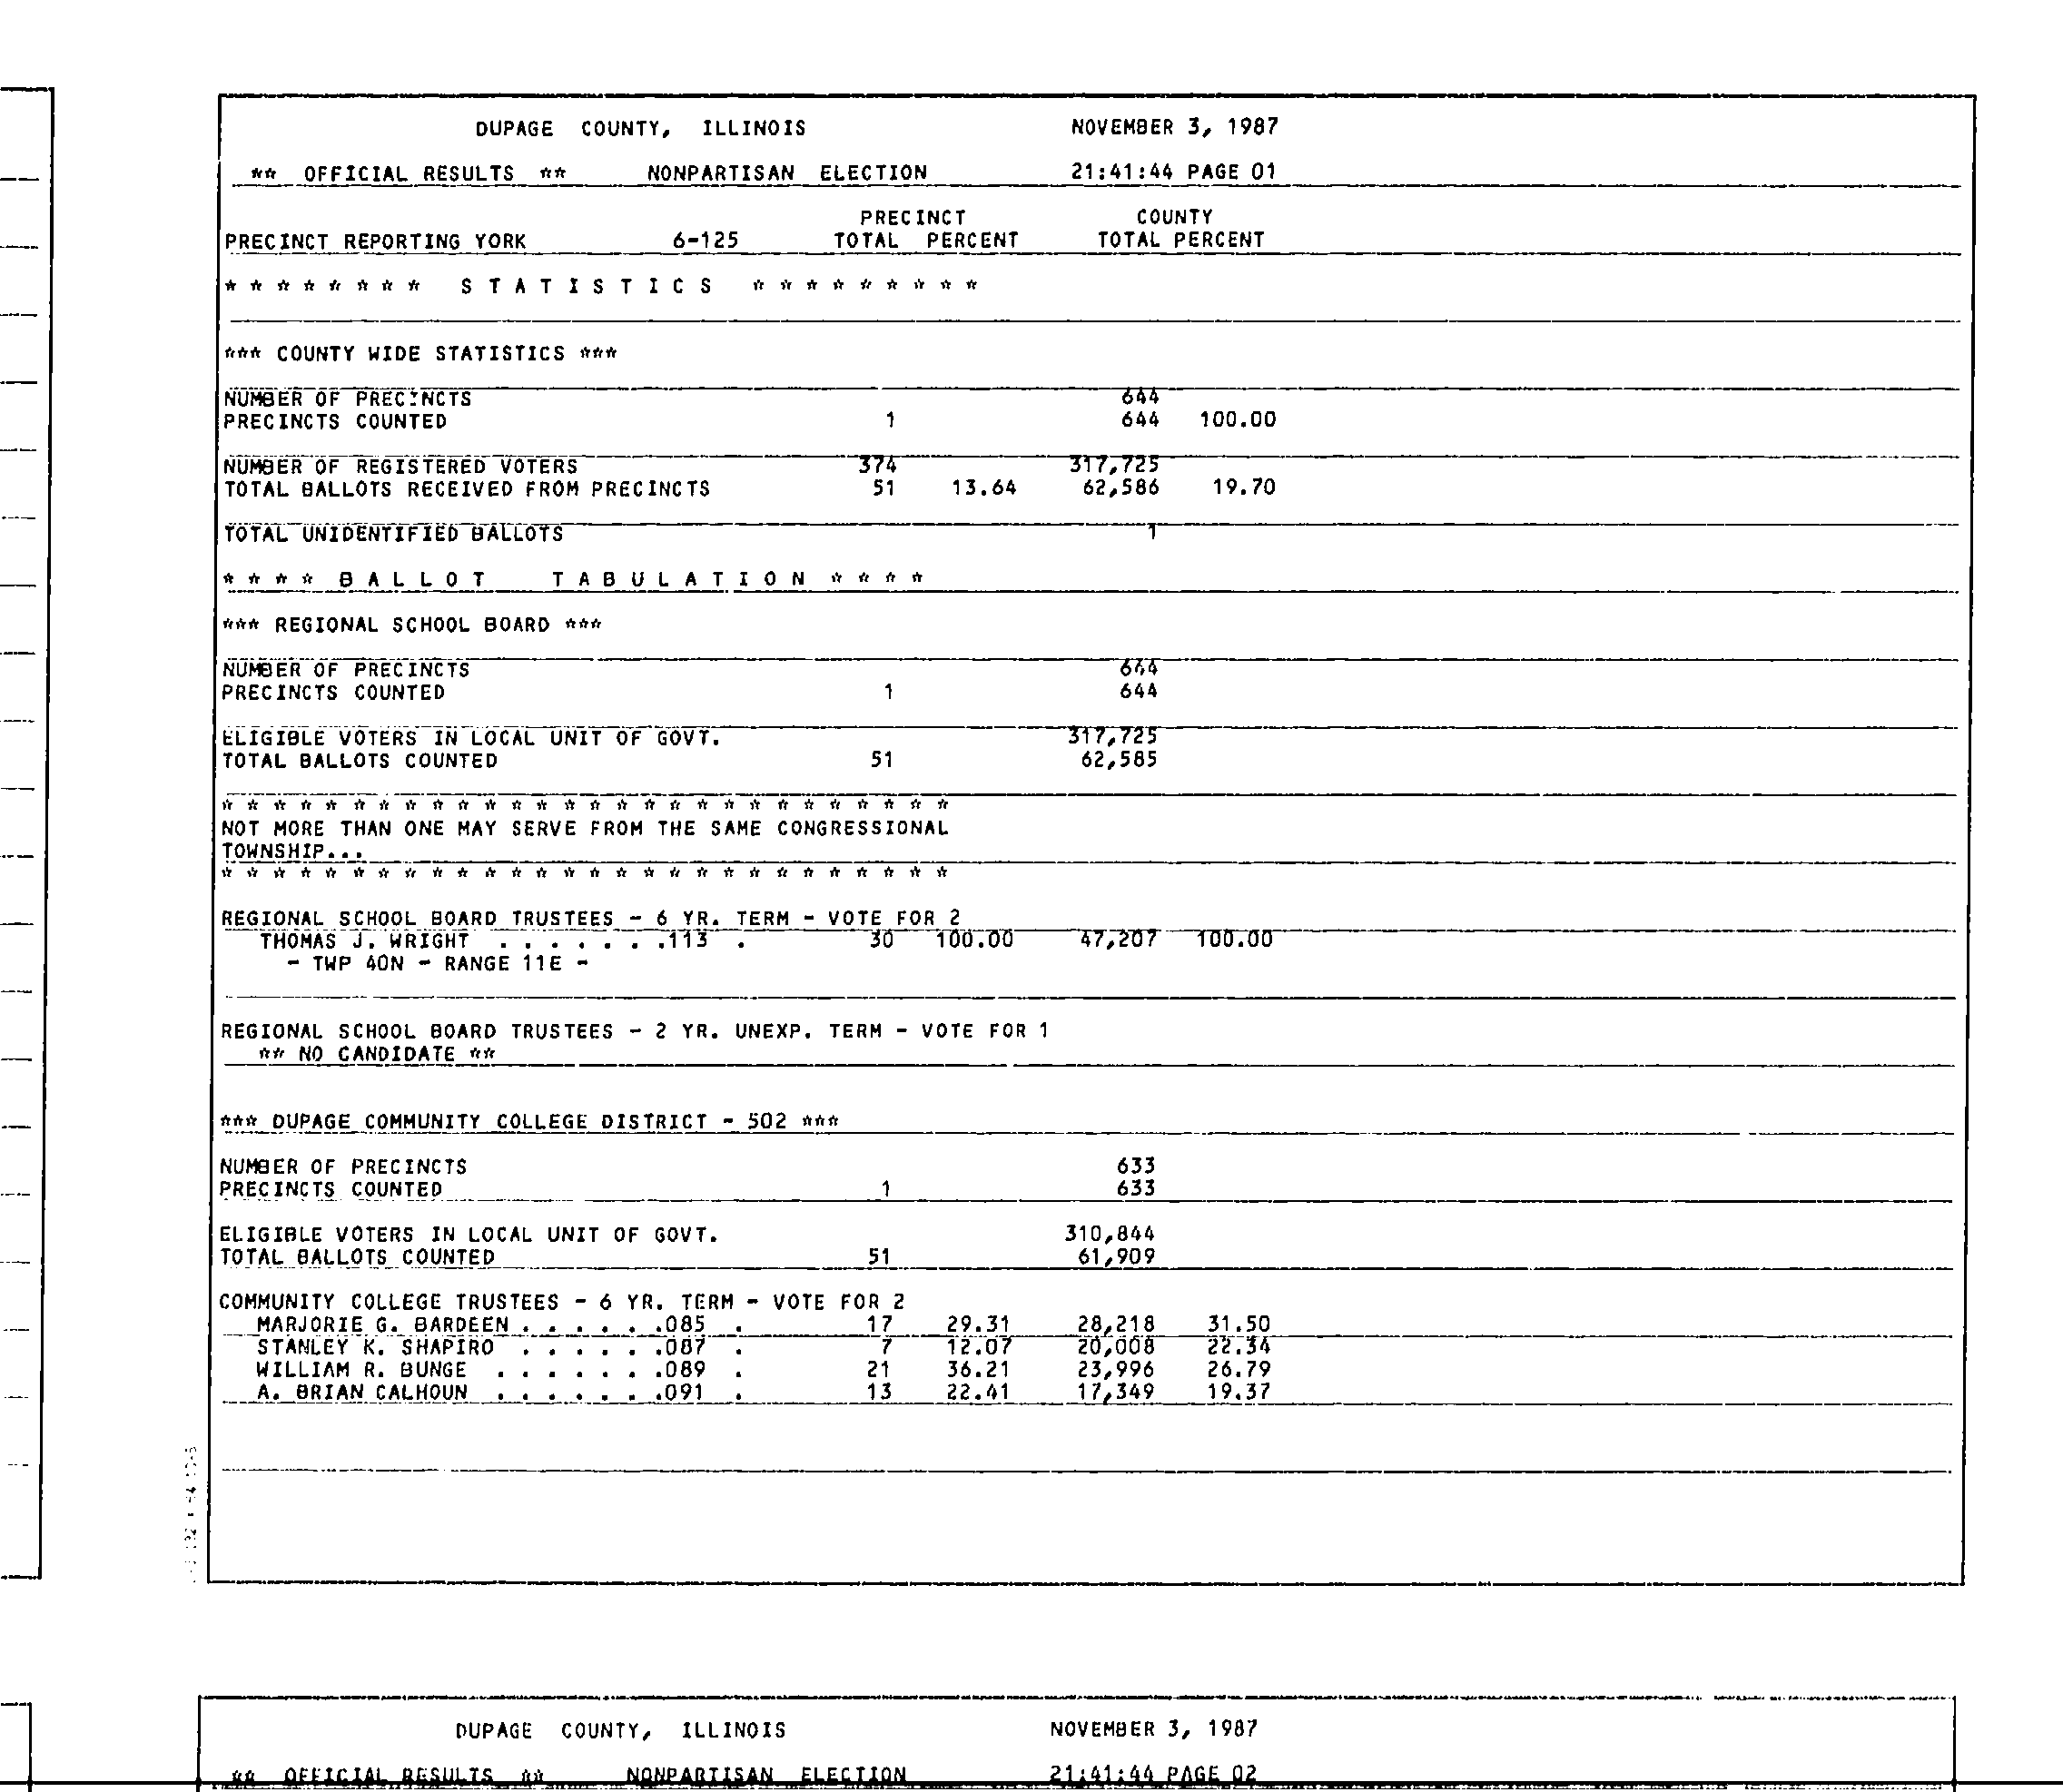 DUPAGE COUNTY, ILLINOIS NOVEMBER 3, 1987
** OFFICIAL RESULTS ** NONPARTISAN ELECTION 21:41:44 PAGE 01
PRECINCT COUNTY
PRECINCT REPORTING YORK 6-125 TOTAL PERCENT TOTAL PERCENT
* * * * * * * * S T A T I S T I C S * * * * * * * * *
*** COUNTY WIDE STATISTICS ***
NUMBER OF PRECINCTS 644
PRECINCTS COUNTED 1 644 100.00
NUMBER OF REGISTERED VOTERS 374 317,725
TOTAL BALLOTS RECEIVED FROM PRECINCTS 51 13.64 62,586 19.70
TOTAL UNIDENTIFIED BALLOTS 1
* * * * B A L L O T T A B U L A T I O N * * * *
*** REGIONAL SCHOOL BOARD ***
NUMBER OF PRECINCTS 644
PRECINCTS COUNTED 1 644
ELIGIBLE VOTERS IN LOCAL UNIT OF GOVT. 317,725
TOTAL BALLOTS COUNTED 51 62,585
* * * * * * * * * * * * * * * * * * * * * * * * * * * *
NOT MORE THAN ONE MAY SERVE FROM THE SAME CONGRESSIONAL
TOWNSHIP...
* * * * * * * * * * * * * * * * * * * * * * * * * * * *
REGIONAL SCHOOL BOARD TRUSTEES - 6 YR. TERM - VOTE FOR 2
THOMAS J. WRIGHT . . . . . . .113 . 30 100.00 47,207 100.00
- TWP 40N - RANGE 11E -
REGIONAL SCHOOL BOARD TRUSTEES - 2 YR. UNEXP. TERM - VOTE FOR 1
** NO CANDIDATE **
*** DUPAGE COMMUNITY COLLEGE DISTRICT - 502 ***
NUMBER OF PRECINCTS 633
PRECINCTS COUNTED 1 633
ELIGIBLE VOTERS IN LOCAL UNIT OF GOVT. 310,844
TOTAL BALLOTS COUNTED 51 61,909
COMMUNITY COLLEGE TRUSTEES - 6 YR. TERM - VOTE FOR 2
MARJORIE G. BARDEEN . . . . . .085 . 17 29.31 28,218 31.50
STANLEY K. SHAPIRO . . . . . .087 . 7 12.07 20,008 22.34
WILLIAM R. BUNGE . . . . . . .089 . 21 36.21 23,996 26.79
A. BRIAN CALHOUN . . . . . . .091 . 13 22.41 17,349 19.37
DUPAGE COUNTY, ILLINOIS NOVEMBER 3, 1987
** OFFICIAL RESULTS ** NONPARTISAN ELECTION 21:41:44 PAGE 02